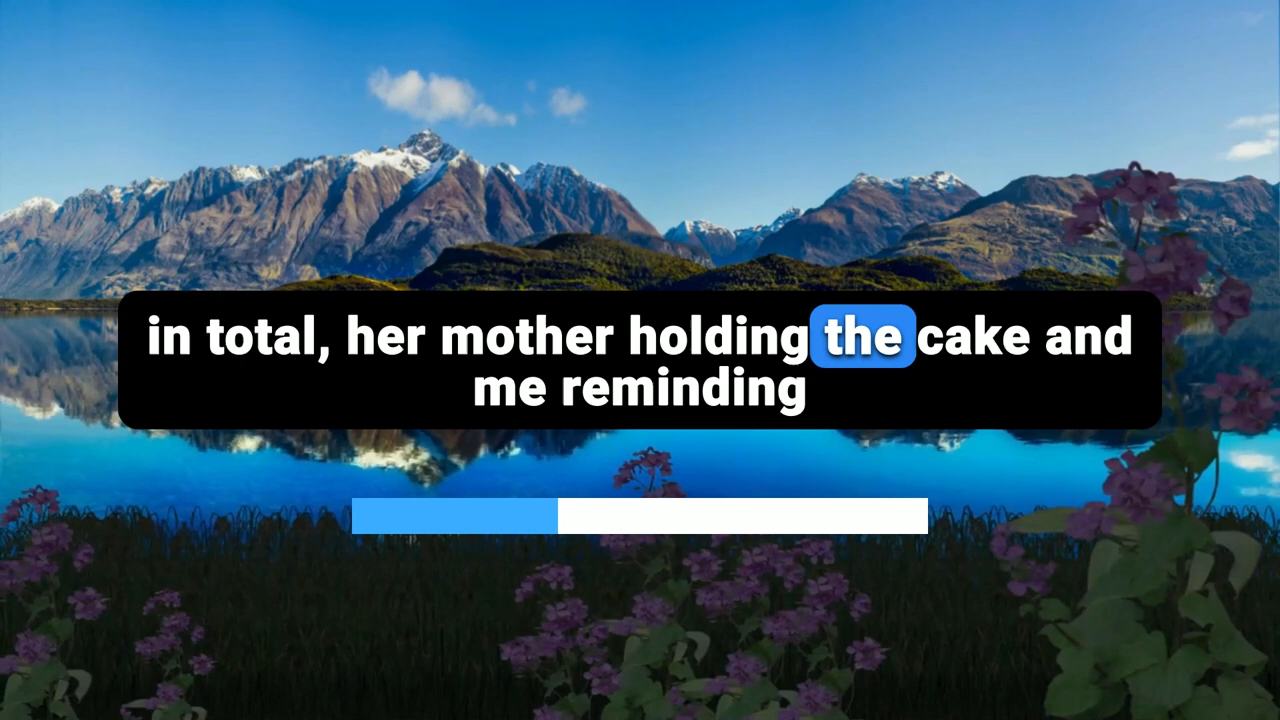 in total, her mother holding the cake and
me reminding